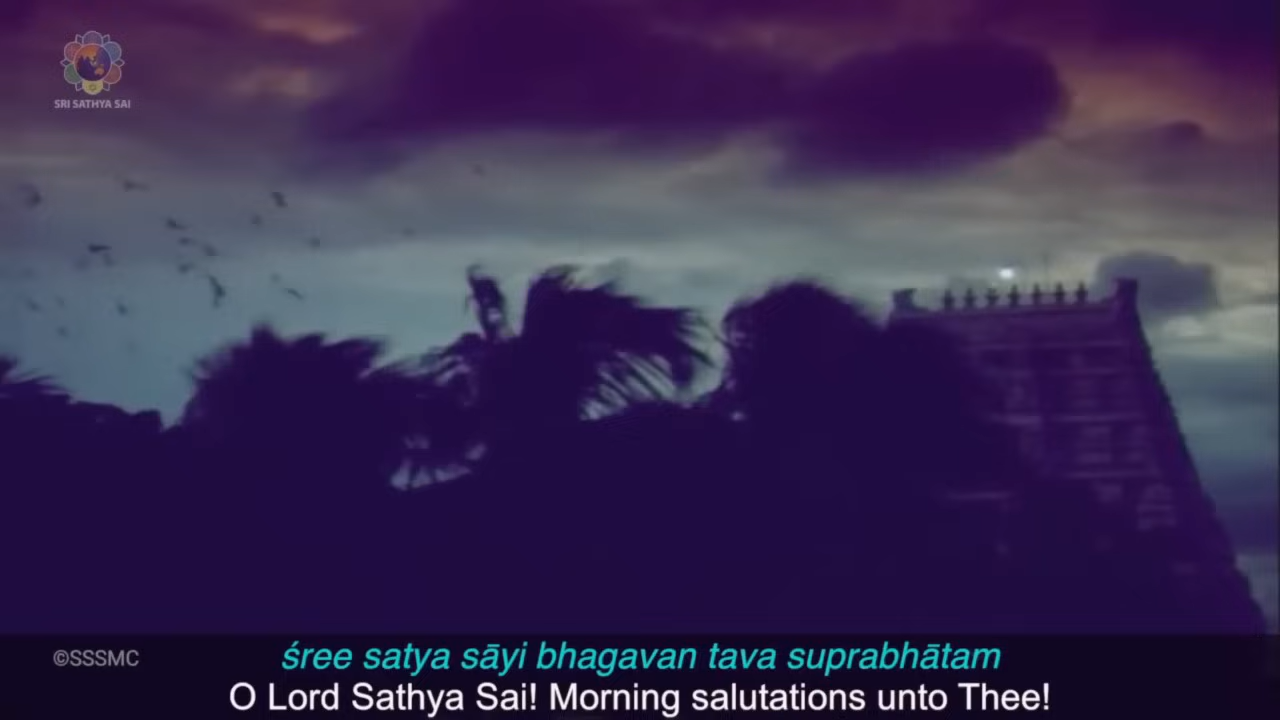 SRI SATHYA SAI
©SSSMC
śree satya sāyi bhagavan tava suprabhātam
O Lord Sathya Sai! Morning salutations unto Thee!